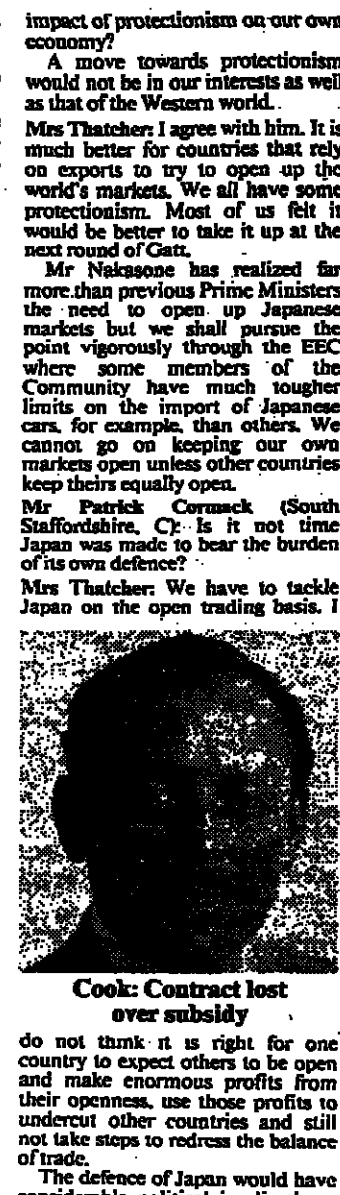 impact of protectionism on our own
economy?
A move towards protectionism
would not be in our interests as well
as that of the Western world.
Mrs Thatcher: I agree with him. It is
much better for countries that rely
on exports to try to open up the
world's markets. We all have some
protectionism. Most of us felt it
would be better to take it up at the
next round of Gatt.
Mr Nakasone has realized far
more than previous Prime Ministers
the need to open up Japanese
markets but we shall pursue the
point vigorously through the EEC
where some members of the
Community have much tougher
limits on the import of Japanese
cars, for example, than others. We
cannot go on keeping our own
markets open unless other countries
keep theirs equally open.
Mr Patrick Cormack (South
Staffordshire, C): Is it not time
Japan was made to bear the burden
of its own defence?
Mrs Thatcher: We have to tackle
Japan on the open trading basis. I
Cook: Contract lost
over subsidy
do not think it is right for one
country to expect others to be open
and make enormous profits from
their openness, use those profits to
undercut other countries and still
not take steps to redress the balance
of trade.
The defence of Japan would have